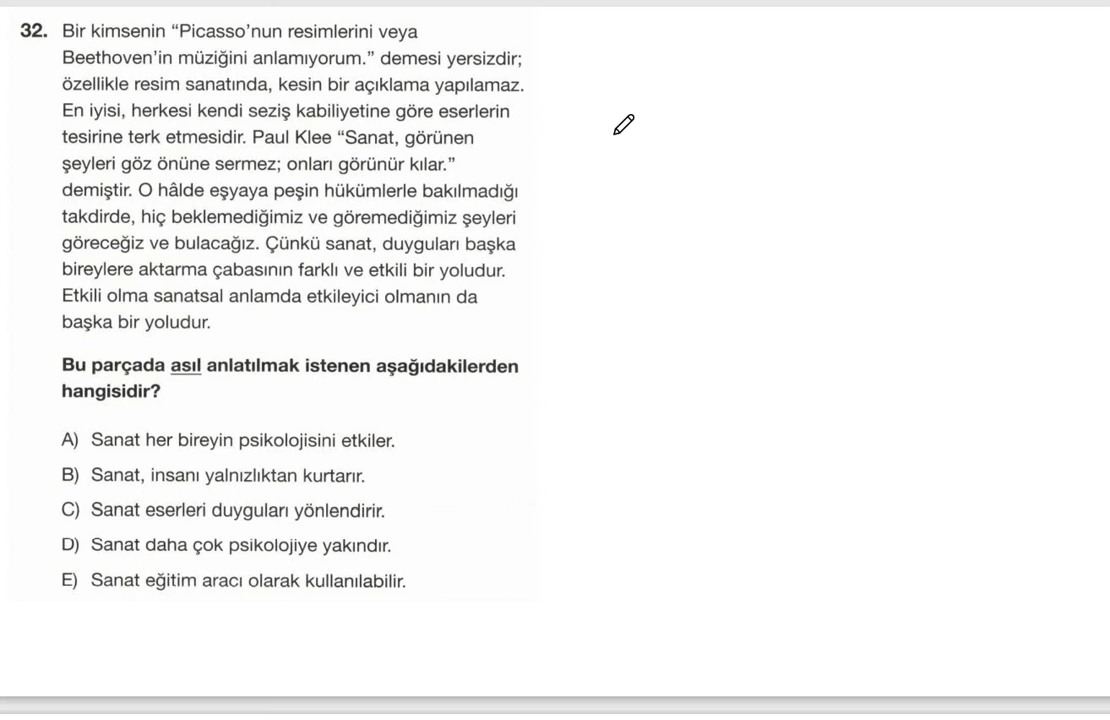 32. Bir kimsenin “Picasso’nun resimlerini veya
Beethoven’in müziğini anlamıyorum.” demesi yersizdir;
özellikle resim sanatında, kesin bir açıklama yapılamaz.
En iyisi, herkesi kendi seziş kabiliyetine göre eserlerin
tesirine terk etmesidir. Paul Klee “Sanat, görünen
şeyleri göz önüne sermez; onları görünür kılar.”
demiştir. O hâlde eşyaya peşin hükümlerle bakılmadığı
takdirde, hiç beklemediğimiz ve göremediğimiz şeyleri
göreceğiz ve bulacağız. Çünkü sanat, duyguları başka
bireylere aktarma çabasının farklı ve etkili bir yoludur.
Etkili olma sanatsal anlamda etkileyici olmanın da
başka bir yoludur.
Bu parçada asıl anlatılmak istenen aşağıdakilerden
hangisidir?
A) Sanat her bireyin psikolojisini etkiler.
B) Sanat, insanı yalnızlıktan kurtarır.
C) Sanat eserleri duyguları yönlendirir.
D) Sanat daha çok psikolojiye yakındır.
E) Sanat eğitim aracı olarak kullanılabilir.